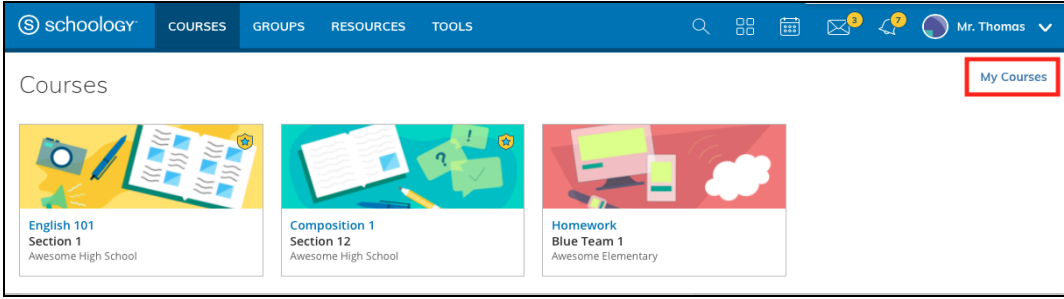 S schoology
COURSES
GROUPS
RESOURCES
TOOLS
3
7
Mr. Thomas
Courses
My Courses
? !
English 101
Section 1
Awesome High School
Composition 1
Section 12
Awesome High School
Homework
Blue Team 1
Awesome Elementary